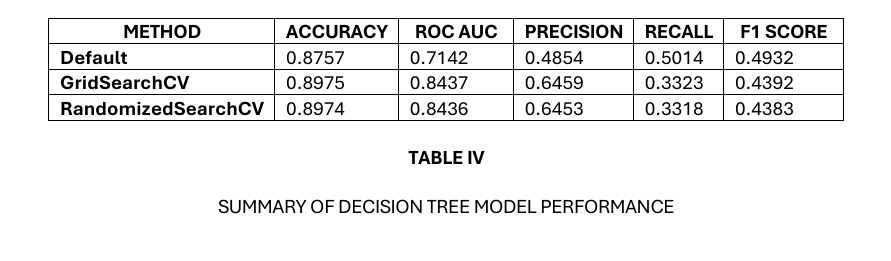 METHOD ACCURACY ROC AUC PRECISION RECALL F1 SCORE
Default 0.8757 0.7142 0.4854 0.5014 0.4932
GridSearchCV 0.8975 0.8437 0.6459 0.3323 0.4392
RandomizedSearchCV 0.8974 0.8436 0.6453 0.3318 0.4383
TABLE IV
SUMMARY OF DECISION TREE MODEL PERFORMANCE